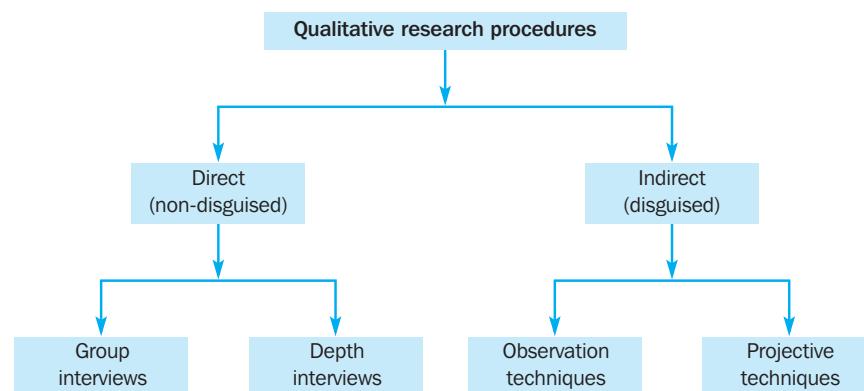 Qualitative research procedures
Direct
(non-disguised)
Indirect
(disguised)
Group
interviews
Depth
interviews
Observation
techniques
Projective
techniques